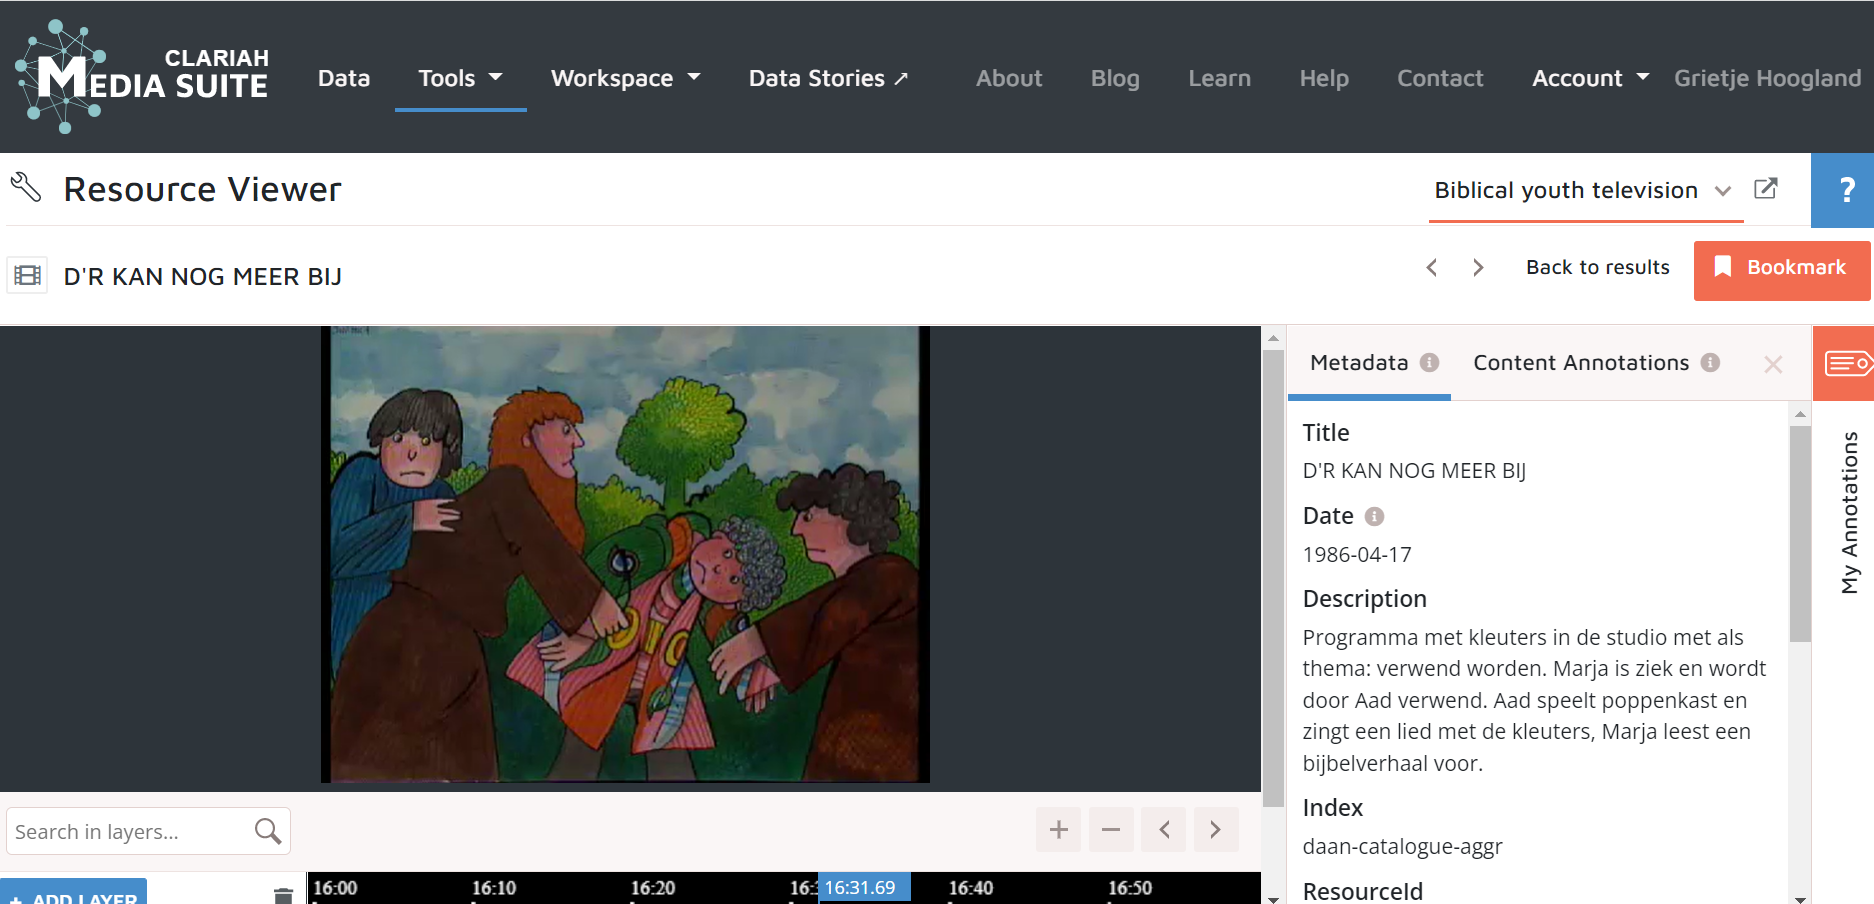 CLARIAH
MEDIA SUITE
Data
Tools
Workspace
Data Stories ↗
About
Blog
Learn
Help
Contact
Account
Grietje Hoogland
Resource Viewer
Biblical youth television
?
D'R KAN NOG MEER BIJ
Back to results
Bookmark
Metadata
Content Annotations
My Annotations
Title
D'R KAN NOG MEER BIJ
Date
1986-04-17
Description
Programma met kleuters in de studio met als
thema: verwend worden. Marja is ziek en wordt
door Aad verwend. Aad speelt poppenkast en
zingt een lied met de kleuters, Marja leest een
bijbelverhaal voor.
Index
daan-catalogue-aggr
ResourceId
Search in layers...
+ ADD LAYER
16:00
16:10
16:20
16:3
16:31.69
16:40
16:50